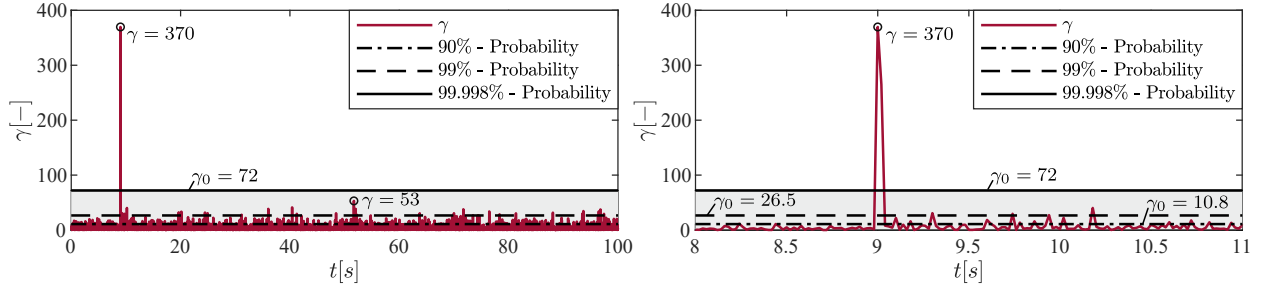 400
300
200
100
0
γ[−]
0
20
40
60
80
100
t[s]
γ = 370
γ₀ = 72
γ = 53
γ
90% - Probability
99% - Probability
99.998% - Probability
400
300
200
100
0
γ[−]
8
8.5
9
9.5
10
10.5
11
t[s]
γ = 370
γ₀ = 72
γ₀ = 26.5
γ₀ = 10.8
γ
90% - Probability
99% - Probability
99.998% - Probability